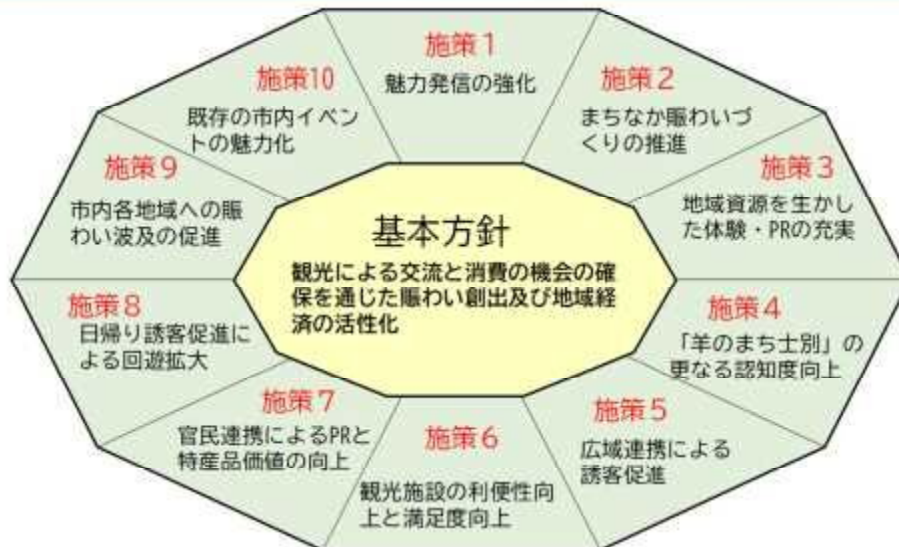 施策1
魅力発信の強化
施策2
まちなか賑わいづ
くりの推進
施策3
地域資源を生かし
た体験・PRの充実
施策4
「羊のまち士別」の
更なる認知度向上
施策5
広域連携による
誘客促進
施策6
観光施設の利便性向
上と満足度向上
施策7
官民連携によるPRと
特産品価値の向上
施策8
日帰り誘客促進に
よる回遊拡大
施策9
市内各地域への賑
わい波及の促進
施策10
既存の市内イベン
トの魅力化
基本方針
観光による交流と消費の機会の確
保を通じた賑わい創出及び地域経
済の活性化